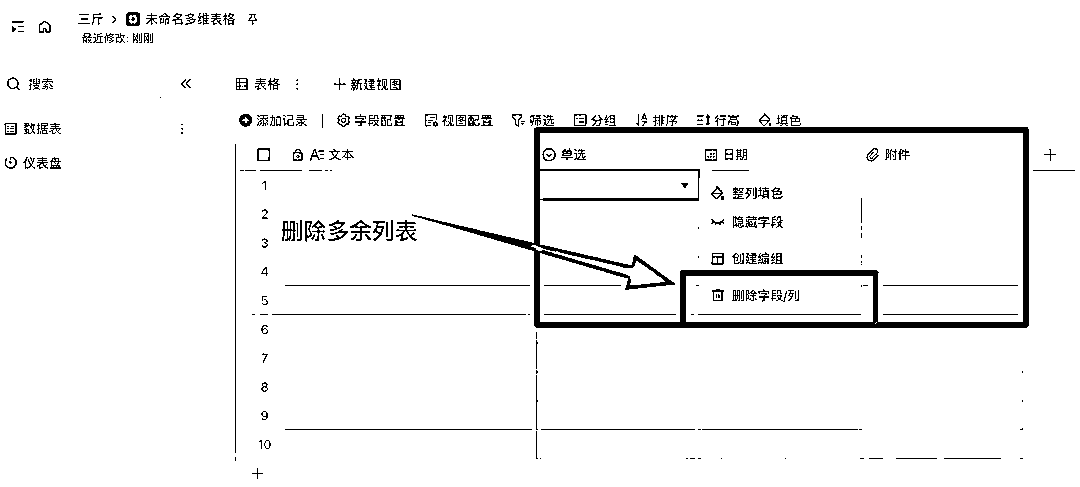 三斤 > 未命名多维表格
最近修改: 刚刚
搜索
表格
新建视图
数据表
仪表盘
添加记录 | 字段配置 视图配置 筛选 分组 排序 行高 填色
文本 单选 日期 附件
1
整列填色
2
隐藏字段
删除多余列表
3
创建编组
4
删除字段/列
5
6
7
8
9
10